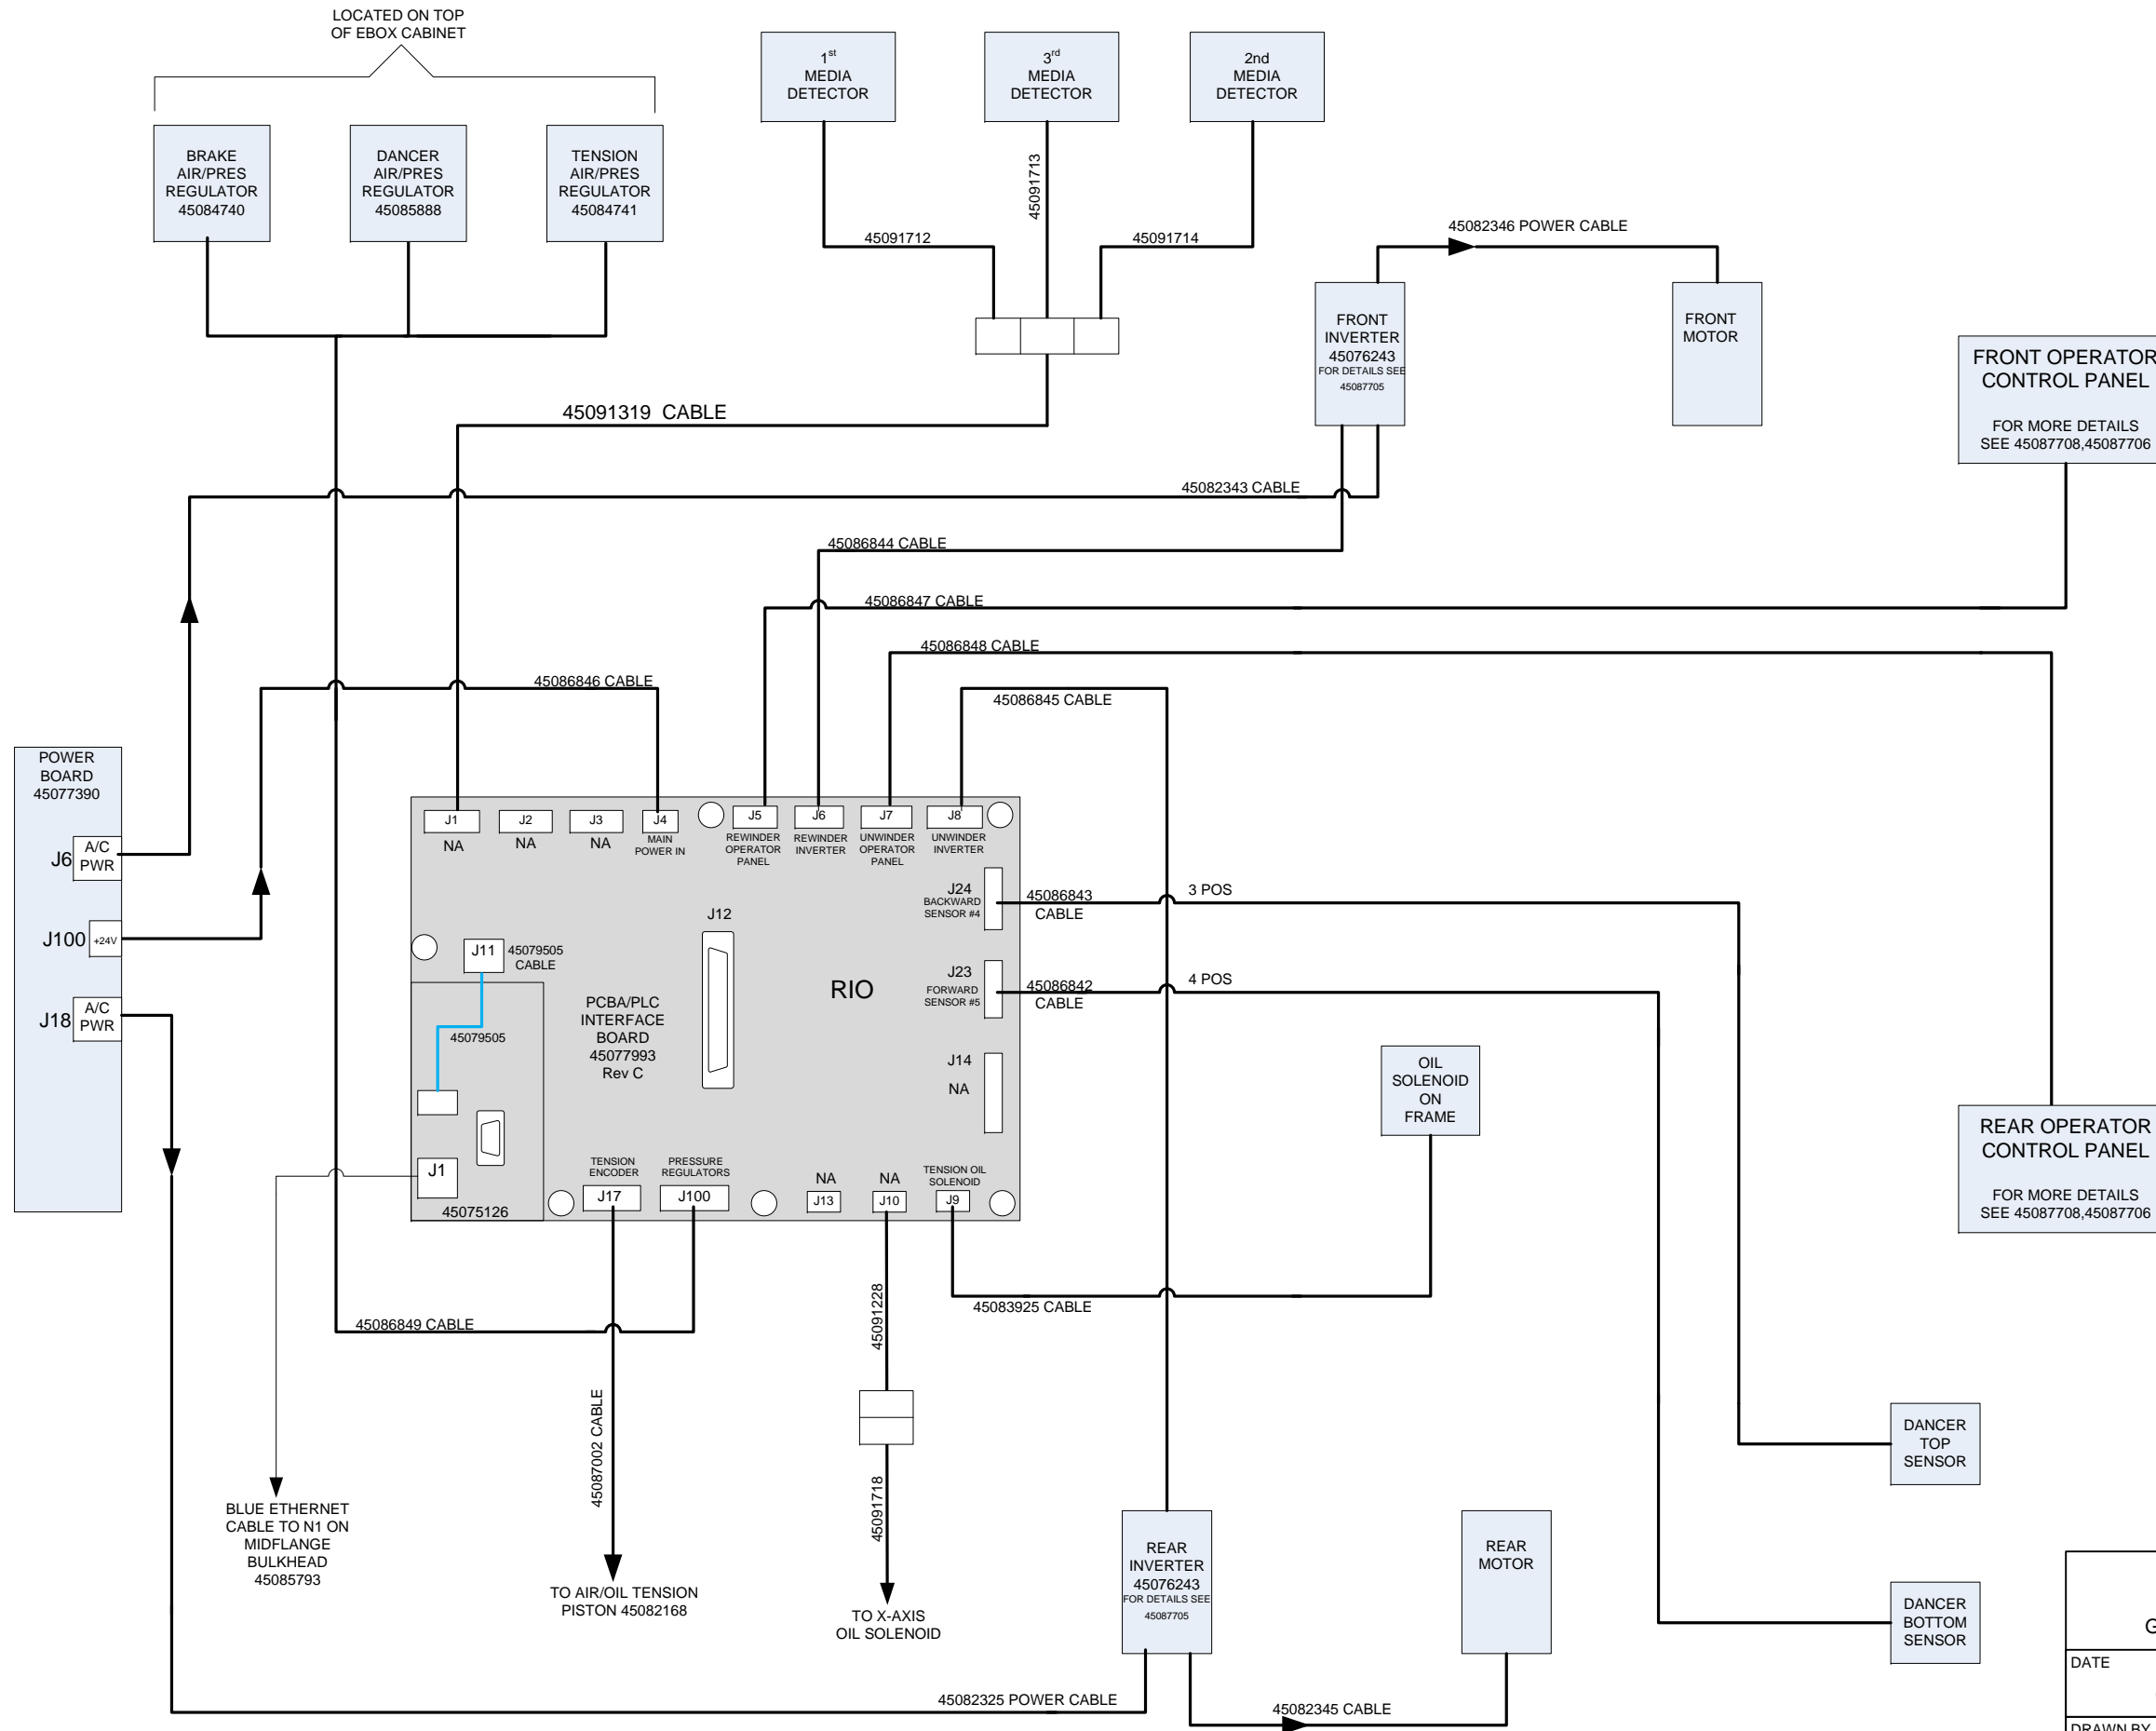 LOCATED ON TOP
OF EBOX CABINET
1st
MEDIA
DETECTOR
3rd
MEDIA
DETECTOR
2nd
MEDIA
DETECTOR
BRAKE
AIR/PRES
REGULATOR
45084740
DANCER
AIR/PRES
REGULATOR
45085888
TENSION
AIR/PRES
REGULATOR
45084741
45091713
45091712
45091714
45082346 POWER CABLE
FRONT
INVERTER
45076243
FOR DETAILS SEE
45087705
FRONT
MOTOR
FRONT OPERATOR
CONTROL PANEL
FOR MORE DETAILS
SEE 45087708,45087706
45091319 CABLE
45082343 CABLE
45086844 CABLE
45086847 CABLE
45086848 CABLE
45086846 CABLE
45086845 CABLE
POWER
BOARD
45077390
J6
A/C
PWR
J100
+24V
J18
A/C
PWR
J1
NA
J2
NA
J3
NA
J4
MAIN
POWER IN
J5
REWINDER
OPERATOR
PANEL
J6
REWINDER
INVERTER
J7
UNWINDER
OPERATOR
PANEL
J8
UNWINDER
INVERTER
J24
BACKWARD
SENSOR #4
45086843
CABLE
3 POS
J12
J11
45079505
CABLE
J23
FORWARD
SENSOR #5
45086842
CABLE
4 POS
RIO
PCBA/PLC
INTERFACE
BOARD
45077993
Rev C
45079505
J14
NA
OIL
SOLENOID
ON
FRAME
REAR OPERATOR
CONTROL PANEL
FOR MORE DETAILS
SEE 45087708,45087706
J1
45075126
TENSION
ENCODER
J17
PRESSURE
REGULATORS
J100
NA
J13
NA
J10
TENSION OIL
SOLENOID
J9
45091228
45083925 CABLE
45086849 CABLE
45087002 CABLE
45091718
DANCER
TOP
SENSOR
BLUE ETHERNET
CABLE TO N1 ON
MIDFLANGE
BULKHEAD
45085793
TO AIR/OIL TENSION
PISTON 45082168
TO X-AXIS
OIL SOLENOID
REAR
INVERTER
45076243
FOR DETAILS SEE
45087705
REAR
MOTOR
DANCER
BOTTOM
SENSOR
45082325 POWER CABLE
45082345 CABLE
G
DATE
DRAWN BY